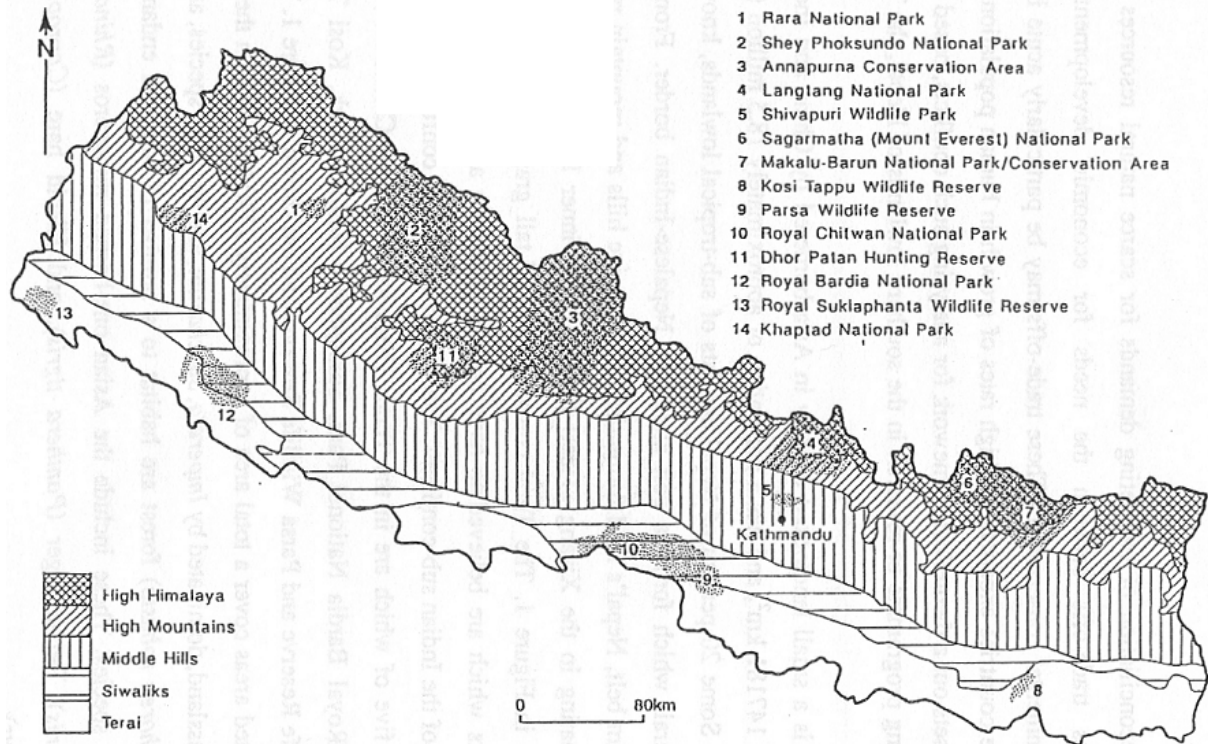 N
1 Rara National Park
2 Shey Phoksundo National Park
3 Annapurna Conservation Area
4 Langtang National Park
5 Shivapuri Wildlife Park
6 Sagarmatha (Mount Everest) National Park
7 Makalu-Barun National Park/Conservation Area
8 Kosi Tappu Wildlife Reserve
9 Parsa Wildlife Reserve
10 Royal Chitwan National Park
11 Dhor Patan Hunting Reserve
12 Royal Bardia National Park
13 Royal Suklaphanta Wildlife Reserve
14 Khaptad National Park
14
1
2
3
13
11
12
4
6
7
5
Kathmandu
10
9
8
High Himalaya
High Mountains
Middle Hills
Siwaliks
Terai
0 80km